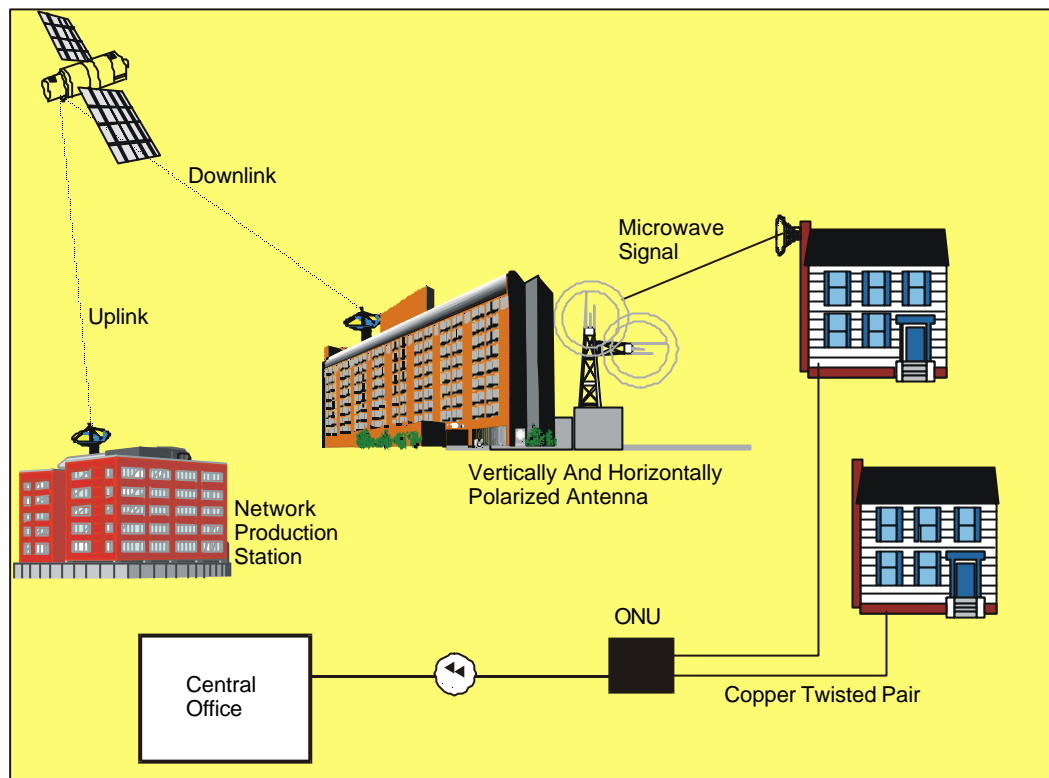 Downlink
Microwave
Signal
Uplink
Vertically And Horizontally
Polarized Antenna
Network
Production
Station
ONU
Central
Office
Copper Twisted Pair